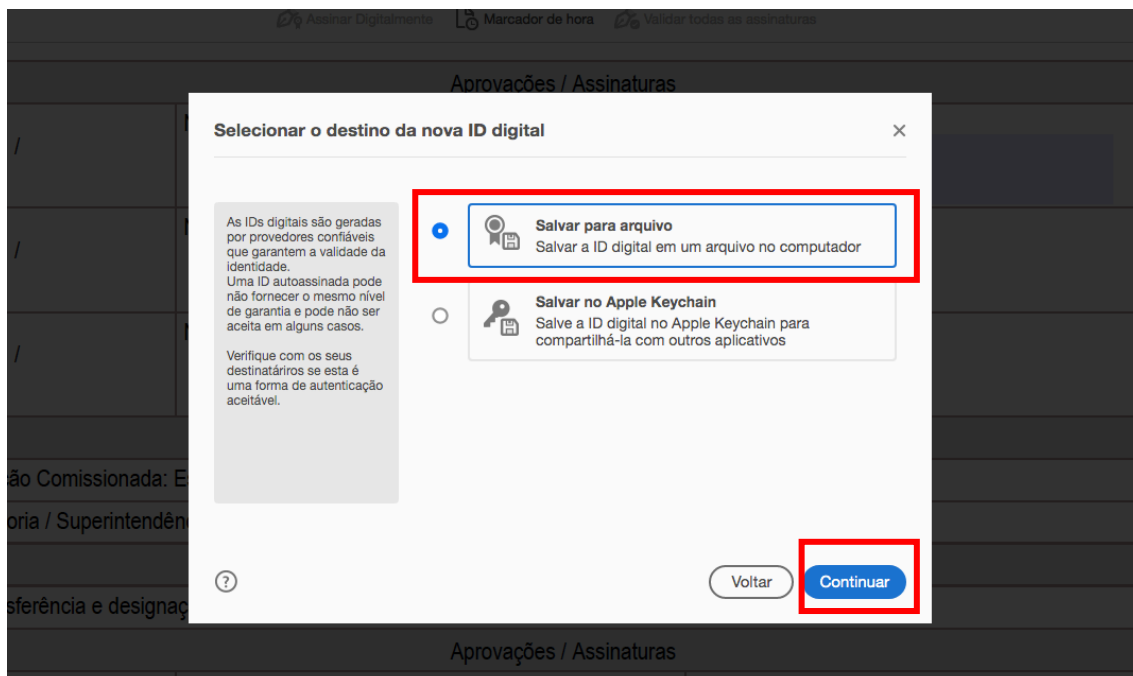 Assinar Digitalmente Marcador de hora Validar todas as assinaturas
Aprovações / Assinaturas
Selecionar o destino da nova ID digital
As IDs digitais são geradas
por provedores confiáveis
que garantem a validade da
identidade.
Uma ID autoassinada pode
não fornecer o mesmo nível
de garantia e pode não ser
aceita em alguns casos.
Verifique com os seus
destinatáriros se esta é
uma forma de autenticação
aceitável.
Salvar para arquivo
Salvar a ID digital em um arquivo no computador
Salvar no Apple Keychain
Salve a ID digital no Apple Keychain para
compartilhá-la com outros aplicativos
/
/
/
ão Comissionada: E
oria / Superintendên
sferência e designaç
Voltar
Continuar
Aprovações / Assinaturas